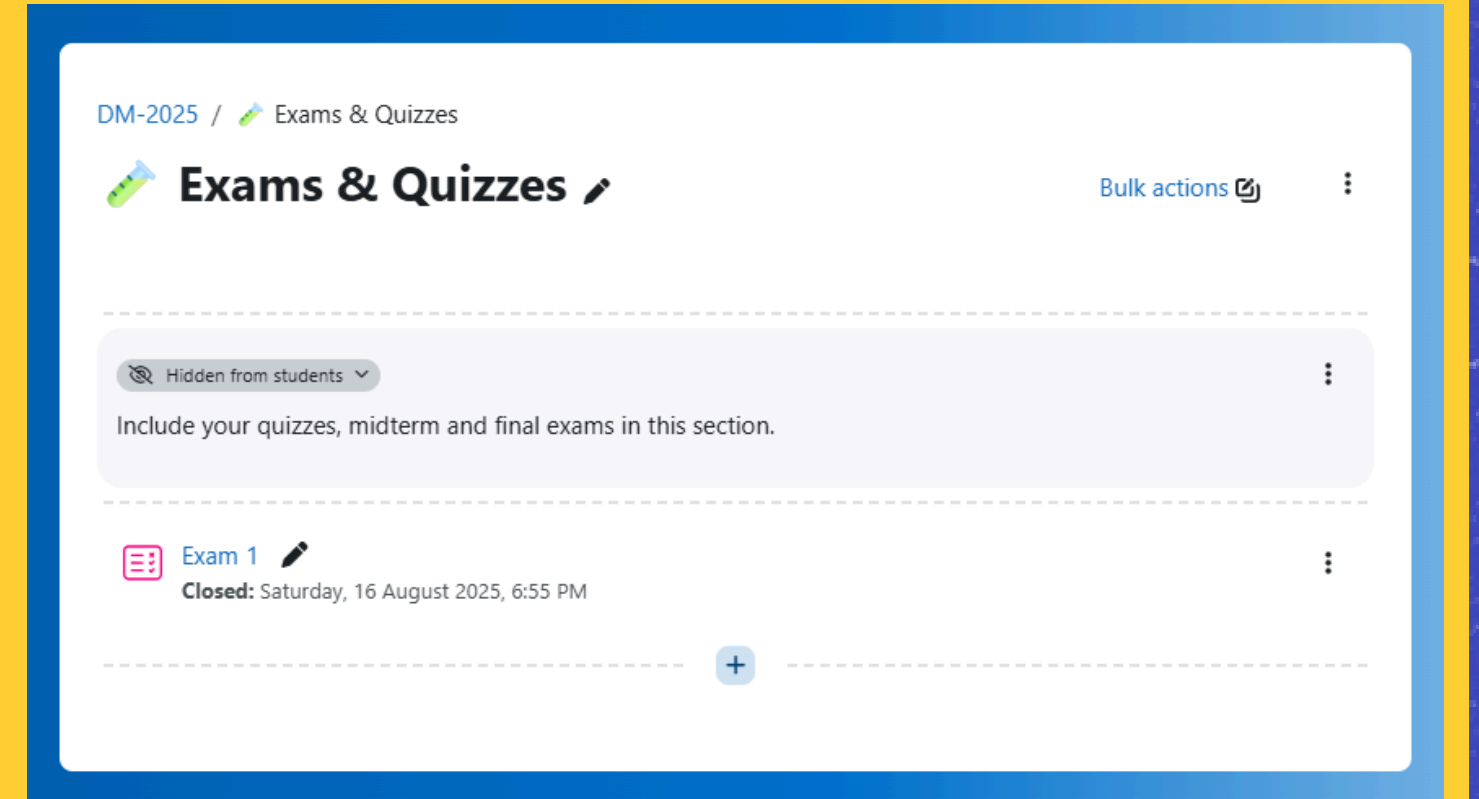 DM-2025 / Exams & Quizzes
Exams & Quizzes
Bulk actions
Hidden from students
Include your quizzes, midterm and final exams in this section.
Exam 1
Closed: Saturday, 16 August 2025, 6:55 PM